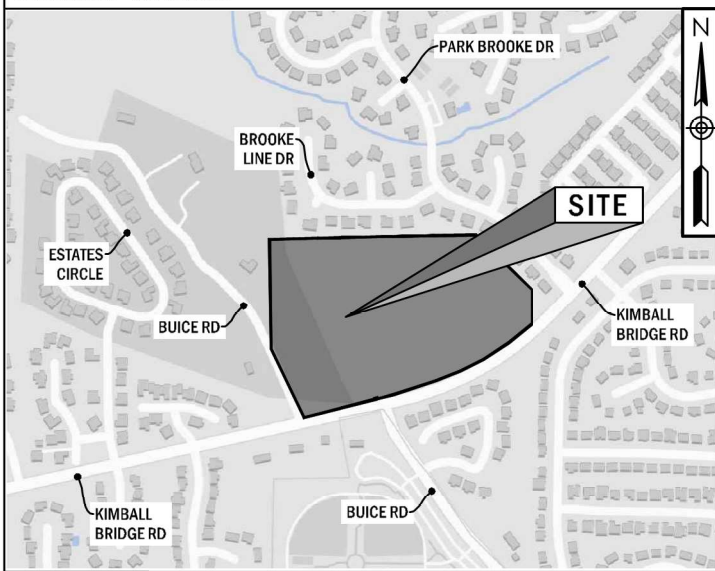 N
PARK BROOKE DR
BROOKE
LINE DR
SITE
ESTATES
CIRCLE
BUICE RD
KIMBALL
BRIDGE RD
BUICE RD
KIMBALL
BRIDGE RD